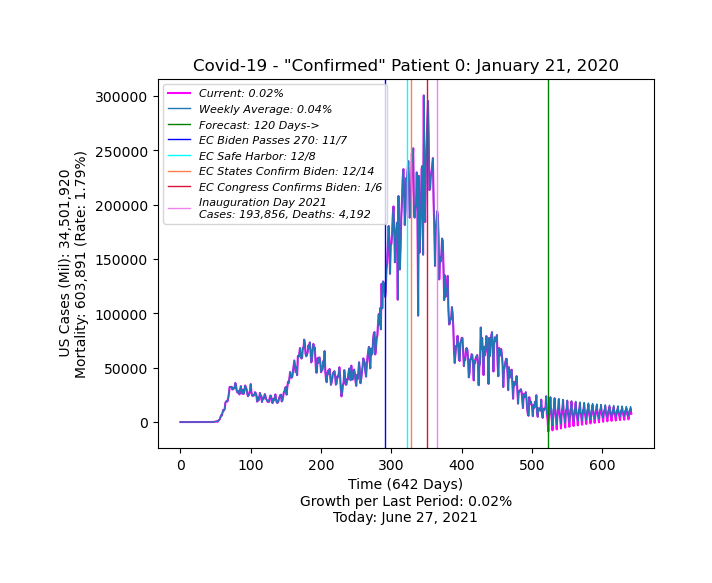 Covid-19 - "Confirmed" Patient 0: January 21, 2020
Current: 0.02%
Weekly Average: 0.04%
Forecast: 120 Days->
EC Biden Passes 270: 11/7
EC Safe Harbor: 12/8
EC States Confirm Biden: 12/14
EC Congress Confirms Biden: 1/6
Inauguration Day 2021
Cases: 193,856, Deaths: 4,192
US Cases (Mil): 34,501,920
Mortality: 603,891 (Rate: 1.79%)
300000
250000
200000
150000
100000
50000
0
0 100 200 300 400 500 600
Time (642 Days)
Growth per Last Period: 0.02%
Today: June 27, 2021